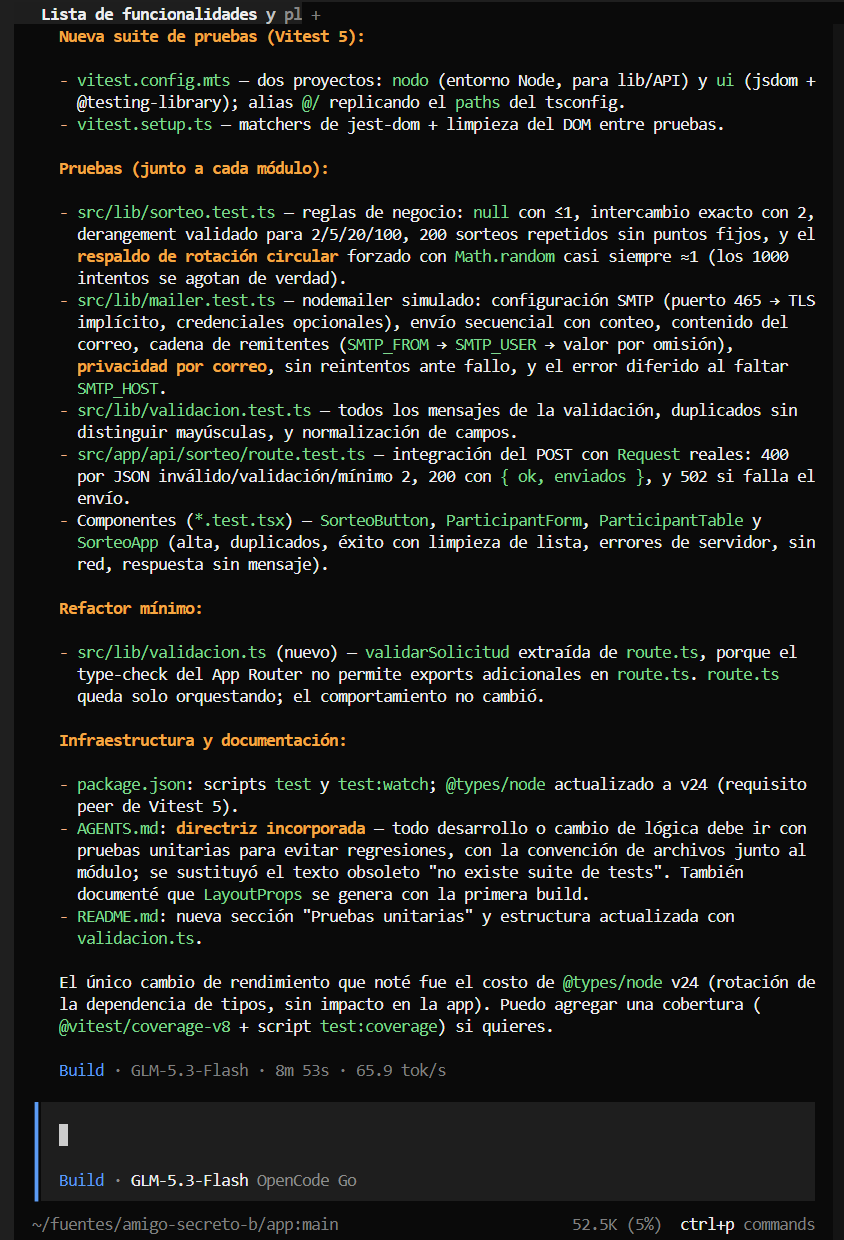 Lista de funcionalidades y pl +
Nueva suite de pruebas (Vitest 5):
- vitest.config.mts — dos proyectos: nodo (entorno Node, para lib/API) y ui (jsdom +
@testing-library); alias @/ replicando el paths del tsconfig.
- vitest.setup.ts — matchers de jest-dom + limpieza del DOM entre pruebas.
Pruebas (junto a cada módulo):
- src/lib/sorteo.test.ts — reglas de negocio: null con ≤1, intercambio exacto con 2,
derangement validado para 2/5/20/100, 200 sorteos repetidos sin puntos fijos, y el
respaldo de rotación circular forzado con Math.random casi siempre ≈1 (los 1000
intentos se agotan de verdad).
- src/lib/mailer.test.ts — nodemailer simulado: configuración SMTP (puerto 465 → TLS
implícito, credenciales opcionales), envío secuencial con conteo, contenido del
correo, cadena de remitentes (SMTP_FROM → SMTP_USER → valor por omisión),
privacidad por correo, sin reintentos ante fallo, y el error diferido al faltar
SMTP_HOST.
- src/lib/validacion.test.ts — todos los mensajes de la validación, duplicados sin
distinguir mayúsculas, y normalización de campos.
- src/app/api/sorteo/route.test.ts — integración del POST con Request reales: 400
por JSON inválido/validación/mínimo 2, 200 con { ok, enviados }, y 502 si falla el
envío.
- Componentes (*.test.tsx) — SorteoButton, ParticipantForm, ParticipantTable y
SorteoApp (alta, duplicados, éxito con limpieza de lista, errores de servidor, sin
red, respuesta sin mensaje).
Refactor mínimo:
- src/lib/validacion.ts (nuevo) — validarSolicitud extraída de route.ts, porque el
type-check del App Router no permite exports adicionales en route.ts. route.ts
queda solo orquestando; el comportamiento no cambió.
Infraestructura y documentación:
- package.json: scripts test y test:watch; @types/node actualizado a v24 (requisito
peer de Vitest 5).
- AGENTS.md: directriz incorporada — todo desarrollo o cambio de lógica debe ir con
pruebas unitarias para evitar regresiones, con la convención de archivos junto al
módulo; se sustituyó el texto obsoleto "no existe suite de tests". También
documenté que LayoutProps se genera con la primera build.
- README.md: nueva sección "Pruebas unitarias" y estructura actualizada con
validacion.ts.
El único cambio de rendimiento que noté fue el costo de @types/node v24 (rotación de
la dependencia de tipos, sin impacto en la app). Puedo agregar una cobertura (
@vitest/coverage-v8 + script test:coverage) si quieres.
Build · GLM-5.3-Flash · 8m 53s · 65.9 tok/s
Build · GLM-5.3-Flash OpenCode Go
~/fuentes/amigo-secreto-b/app:main 52.5K (5%) ctrl+p commands